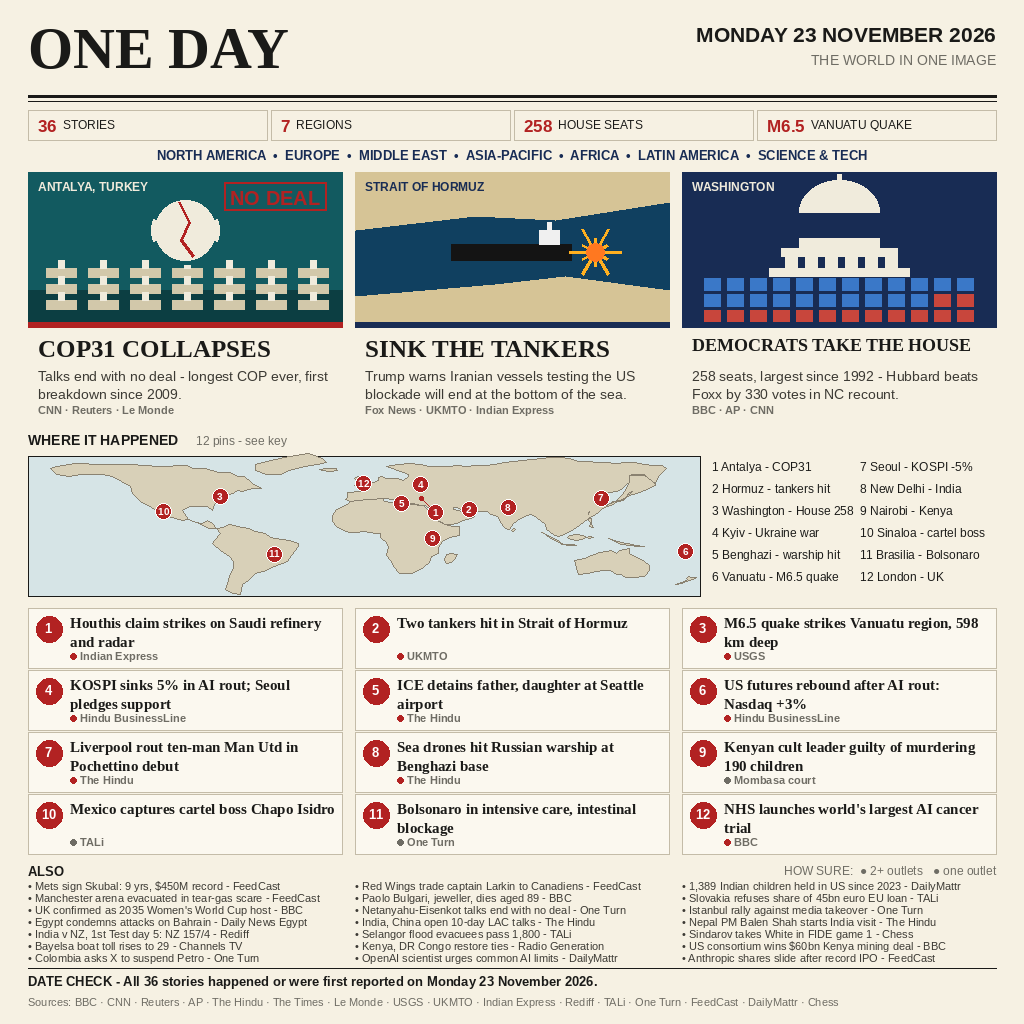 ONE DAY
MONDAY 23 NOVEMBER 2026
THE WORLD IN ONE IMAGE
36 STORIES
7 REGIONS
258 HOUSE SEATS
M6.5 VANUATU QUAKE
NORTH AMERICA • EUROPE • MIDDLE EAST • ASIA-PACIFIC • AFRICA • LATIN AMERICA • SCIENCE & TECH
ANTALYA, TURKEY
NO DEAL
COP31 COLLAPSES
Talks end with no deal - longest COP ever, first
breakdown since 2009.
CNN · Reuters · Le Monde
STRAIT OF HORMUZ
SINK THE TANKERS
Trump warns Iranian vessels testing the US
blockade will end at the bottom of the sea.
Fox News · UKMTO · Indian Express
WASHINGTON
DEMOCRATS TAKE THE HOUSE
258 seats, largest since 1992 - Hubbard beats
Foxx by 330 votes in NC recount.
BBC · AP · CNN
WHERE IT HAPPENED 12 pins - see key
12
4
3
5
7
10
1
2
8
9
11
6
1 Antalya - COP31
2 Hormuz - tankers hit
3 Washington - House 258
4 Kyiv - Ukraine war
5 Benghazi - warship hit
6 Vanuatu - M6.5 quake
7 Seoul - KOSPI -5%
8 New Delhi - India
9 Nairobi - Kenya
10 Sinaloa - cartel boss
11 Brasilia - Bolsonaro
12 London - UK
1 Houthis claim strikes on Saudi refinery
and radar
Indian Express
2 Two tankers hit in Strait of Hormuz
UKMTO
3 M6.5 quake strikes Vanuatu region, 598
km deep
USGS
4 KOSPI sinks 5% in AI rout; Seoul
pledges support
Hindu BusinessLine
5 ICE detains father, daughter at Seattle
airport
The Hindu
6 US futures rebound after AI rout:
Nasdaq +3%
Hindu BusinessLine
7 Liverpool rout ten-man Man Utd in
Pochettino debut
The Hindu
8 Sea drones hit Russian warship at
Benghazi base
The Hindu
9 Kenyan cult leader guilty of murdering
190 children
Mombasa court
10 Mexico captures cartel boss Chapo Isidro
TALi
11 Bolsonaro in intensive care, intestinal
blockage
One Turn
12 NHS launches world's largest AI cancer
trial
BBC
ALSO
HOW SURE: ● 2+ outlets ● one outlet
• Mets sign Skubal: 9 yrs, $450M record - FeedCast
• Manchester arena evacuated in tear-gas scare - FeedCast
• UK confirmed as 2035 Women's World Cup host - BBC
• Egypt condemns attacks on Bahrain - Daily News Egypt
• India v NZ, 1st Test day 5: NZ 157/4 - Rediff
• Bayelsa boat toll rises to 29 - Channels TV
• Colombia asks X to suspend Petro - One Turn
• Red Wings trade captain Larkin to Canadiens - FeedCast
• Paolo Bulgari, jeweller, dies aged 89 - BBC
• Netanyahu-Eisenkot talks end with no deal - One Turn
• India, China open 10-day LAC talks - The Hindu
• Selangor flood evacuees pass 1,800 - TALi
• Kenya, DR Congo restore ties - Radio Generation
• OpenAI scientist urges common AI limits - DailyMattr
• 1,389 Indian children held in US since 2023 - DailyMattr
• Slovakia refuses share of 45bn euro EU loan - TALi
• Istanbul rally against media takeover - One Turn
• Nepal PM Balen Shah starts India visit - The Hindu
• Sindarov takes White in FIDE game 1 - Chess
• US consortium wins $60bn Kenya mining deal - BBC
• Anthropic shares slide after record IPO - FeedCast
DATE CHECK - All 36 stories happened or were first reported on Monday 23 November 2026.
Sources: BBC · CNN · Reuters · AP · The Hindu · The Times · Le Monde · USGS · UKMTO · Indian Express · Rediff · TALi · One Turn · FeedCast · DailyMattr · Chess